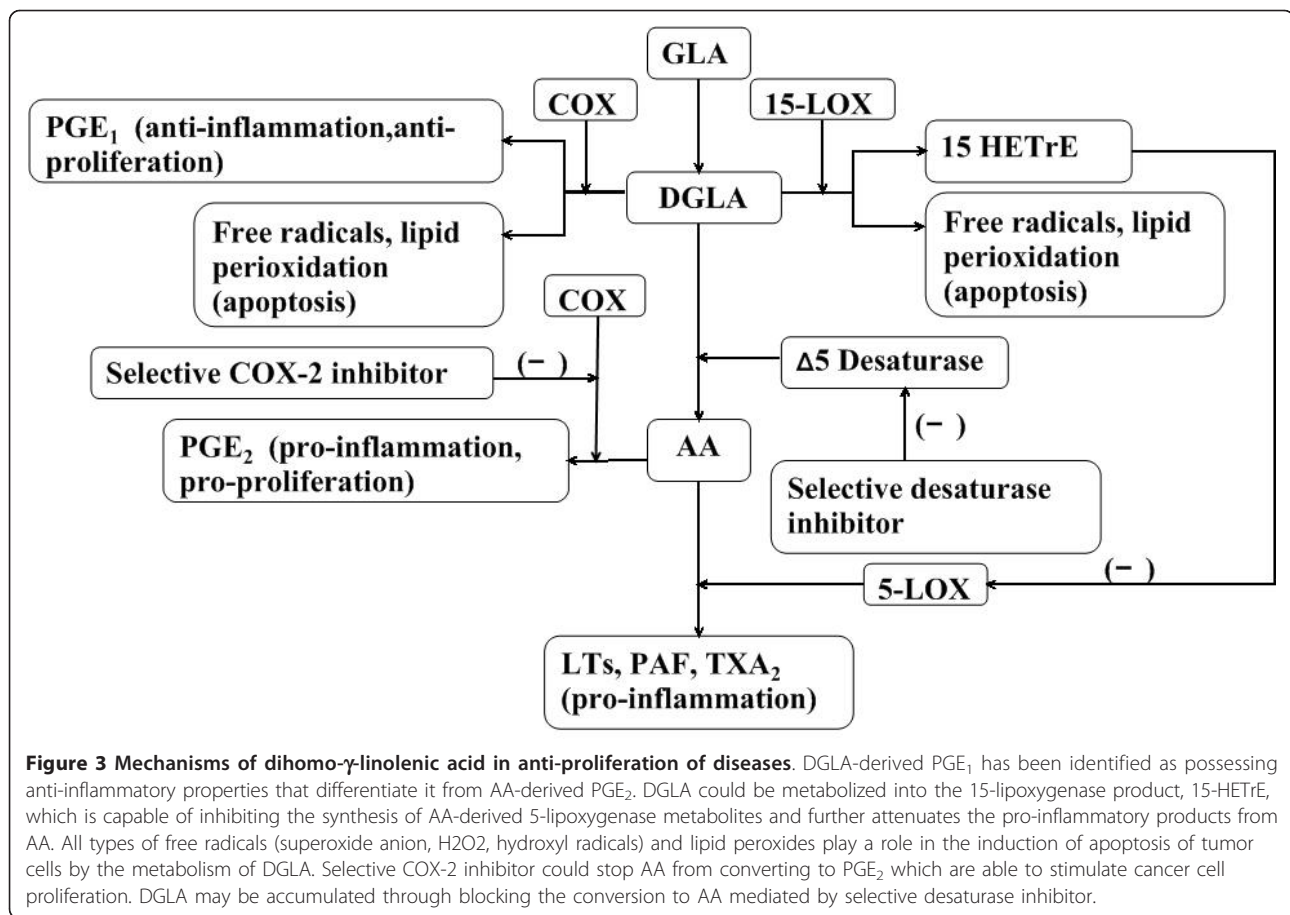 GLA
COX
15-LOX
PGE₁ (anti-inflammation,anti-
proliferation)
15 HETrE
DGLA
Free radicals, lipid
perioxidation
(apoptosis)
Free radicals, lipid
perioxidation
(apoptosis)
COX
(-)
Selective COX-2 inhibitor
Δ5 Desaturase
(-)
PGE₂ (pro-inflammation,
pro-proliferation)
AA
Selective desaturase
inhibitor
(-)
5-LOX
LTs, PAF, TXA₂
(pro-inflammation)
Figure 3 Mechanisms of dihomo-γ-linolenic acid in anti-proliferation of diseases. DGLA-derived PGE₁ has been identified as possessing
anti-inflammatory properties that differentiate it from AA-derived PGE₂. DGLA could be metabolized into the 15-lipoxygenase product, 15-HETrE,
which is capable of inhibiting the synthesis of AA-derived 5-lipoxygenase metabolites and further attenuates the pro-inflammatory products from
AA. All types of free radicals (superoxide anion, H2O2, hydroxyl radicals) and lipid peroxides play a role in the induction of apoptosis of tumor
cells by the metabolism of DGLA. Selective COX-2 inhibitor could stop AA from converting to PGE₂ which are able to stimulate cancer cell
proliferation. DGLA may be accumulated through blocking the conversion to AA mediated by selective desaturase inhibitor.